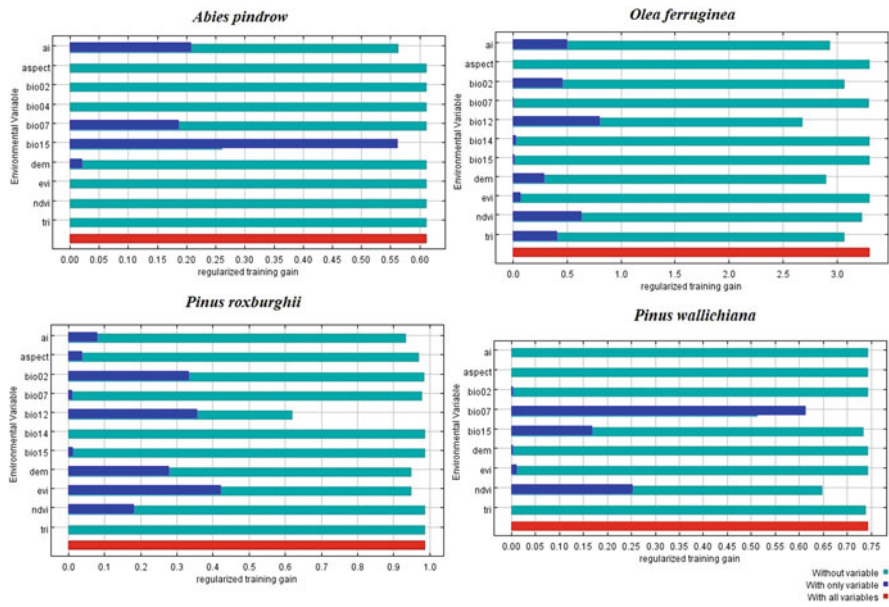 Abies pindrow
Environmental Variable
ai
aspect
bio02
bio04
bio07
bio15
dem
evi
ndvi
tri
0.00 0.05 0.10 0.15 0.20 0.25 0.30 0.35 0.40 0.45 0.50 0.55 0.60
regularized training gain
Olea ferruginea
Environmental Variable
ai
aspect
bio02
bio07
bio12
bio14
bio15
dem
evi
ndvi
tri
0.0 0.5 1.0 1.5 2.0 2.5 3.0
regularized training gain
Pinus roxburghii
Environmental Variable
ai
aspect
bio02
bio07
bio12
bio14
bio15
dem
evi
ndvi
tri
0.0 0.1 0.2 0.3 0.4 0.5 0.6 0.7 0.8 0.9 1.0
regularized training gain
Pinus wallichiana
Environmental Variable
ai
aspect
bio02
bio07
bio15
dem
evi
ndvi
tri
0.00 0.05 0.10 0.15 0.20 0.25 0.30 0.35 0.40 0.45 0.50 0.55 0.60 0.65 0.70 0.75
regularized training gain
Without variable
With only variable
With all variables